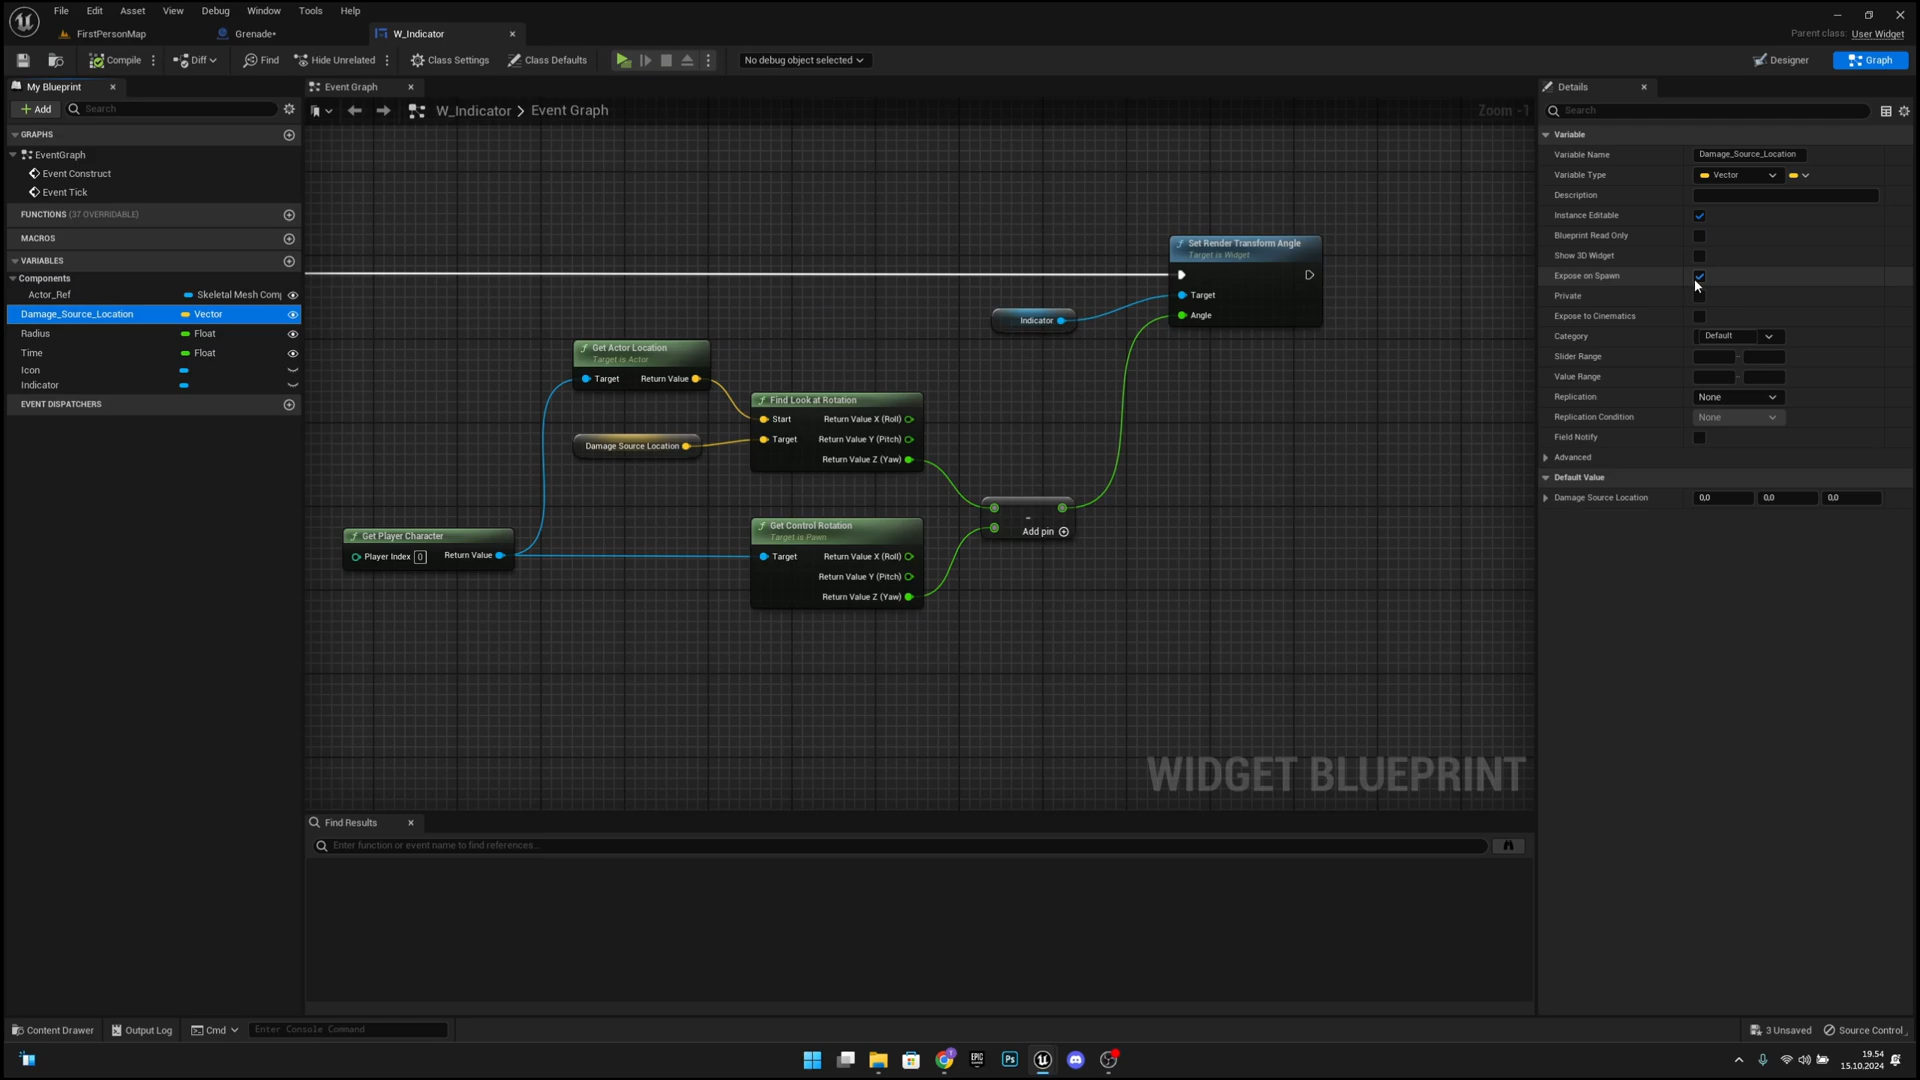 File Edit Asset View Debug Window Tools Help
FirstPersonMap Grenade* W_Indicator
Parent class: User Widget
Compile Diff Find Hide Unrelated Class Settings Class Defaults No debug object selected Designer Graph
My Blueprint Event Graph Details
Add Search W_Indicator > Event Graph Zoom -1 Search
GRAPHS
EventGraph
Event Construct
Event Tick
FUNCTIONS (37 OVERRIDABLE)
MACROS
VARIABLES
Components
Actor_Ref Skeletal Mesh Comp
Damage_Source_Location Vector
Radius Float
Time Float
Icon
Indicator
EVENT DISPATCHERS
Set Render Transform Angle
Target is Widget
Target
Angle
Indicator
Get Actor Location
Target is Actor
Target Return Value
Damage Source Location
Find Look at Rotation
Start Return Value X (Roll)
Target Return Value Y (Pitch)
Return Value Z (Yaw)
Get Player Character
Player Index 0 Return Value
Get Control Rotation
Target is Pawn
Target Return Value X (Roll)
Return Value Y (Pitch)
Return Value Z (Yaw)
-
Add pin
WIDGET BLUEPRINT
Variable
Variable Name Damage_Source_Location
Variable Type Vector
Description
Instance Editable
Blueprint Read Only
Show 3D Widget
Expose on Spawn
Private
Expose to Cinematics
Category Default
Slider Range
Value Range
Replication None
Replication Condition None
Field Notify
Advanced
Default Value
Damage Source Location 0,0 0,0 0,0
Find Results
Enter function or event name to find references...
Content Drawer Output Log Cmd Enter Console Command 3 Unsaved Source Control
EPIC Ps
19.54
15.10.2024